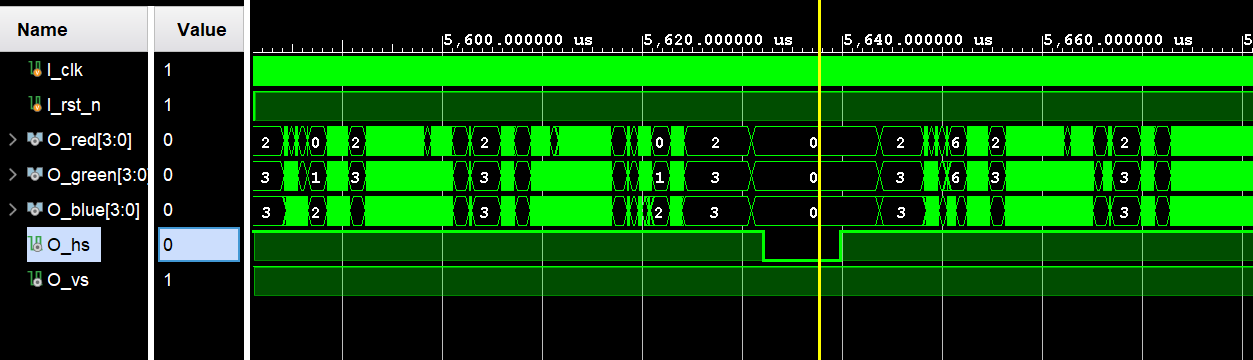 Name Value
5,600.000000 us 5,620.000000 us 5,640.000000 us 5,660.000000 us 5
I_clk 1
I_rst_n 1
O_red[3:0] 0 2 0 2 2 0 2 0 2 6 2 2
O_green[3:0] 0 3 1 3 3 1 3 0 3 6 3 3
O_blue[3:0] 0 3 2 3 2 3 0 3 3
O_hs 0
O_vs 1